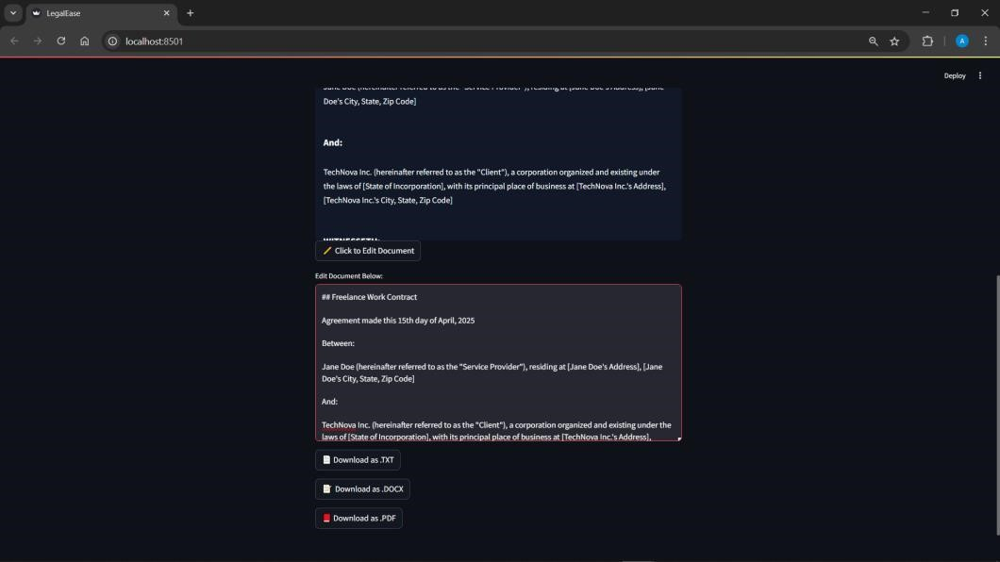 LegalEase
localhost:8501
A
Deploy
Jane Doe (hereinafter referred to as the "Service Provider"), residing at [Jane Doe's Address], [Jane
Doe's City, State, Zip Code]
And:
TechNova Inc. (hereinafter referred to as the "Client"), a corporation organized and existing under
the laws of [State of Incorporation], with its principal place of business at [TechNova Inc.'s Address],
[TechNova Inc.'s City, State, Zip Code]
WITNESSETH:
Click to Edit Document
Edit Document Below:
## Freelance Work Contract
Agreement made this 15th day of April, 2025
Between:
Jane Doe (hereinafter referred to as the "Service Provider"), residing at [Jane Doe's Address], [Jane
Doe's City, State, Zip Code]
And:
TechNova Inc. (hereinafter referred to as the "Client"), a corporation organized and existing under the
laws of [State of Incorporation], with its principal place of business at [TechNova Inc.'s Address],
Download as .TXT
Download as .DOCX
Download as .PDF